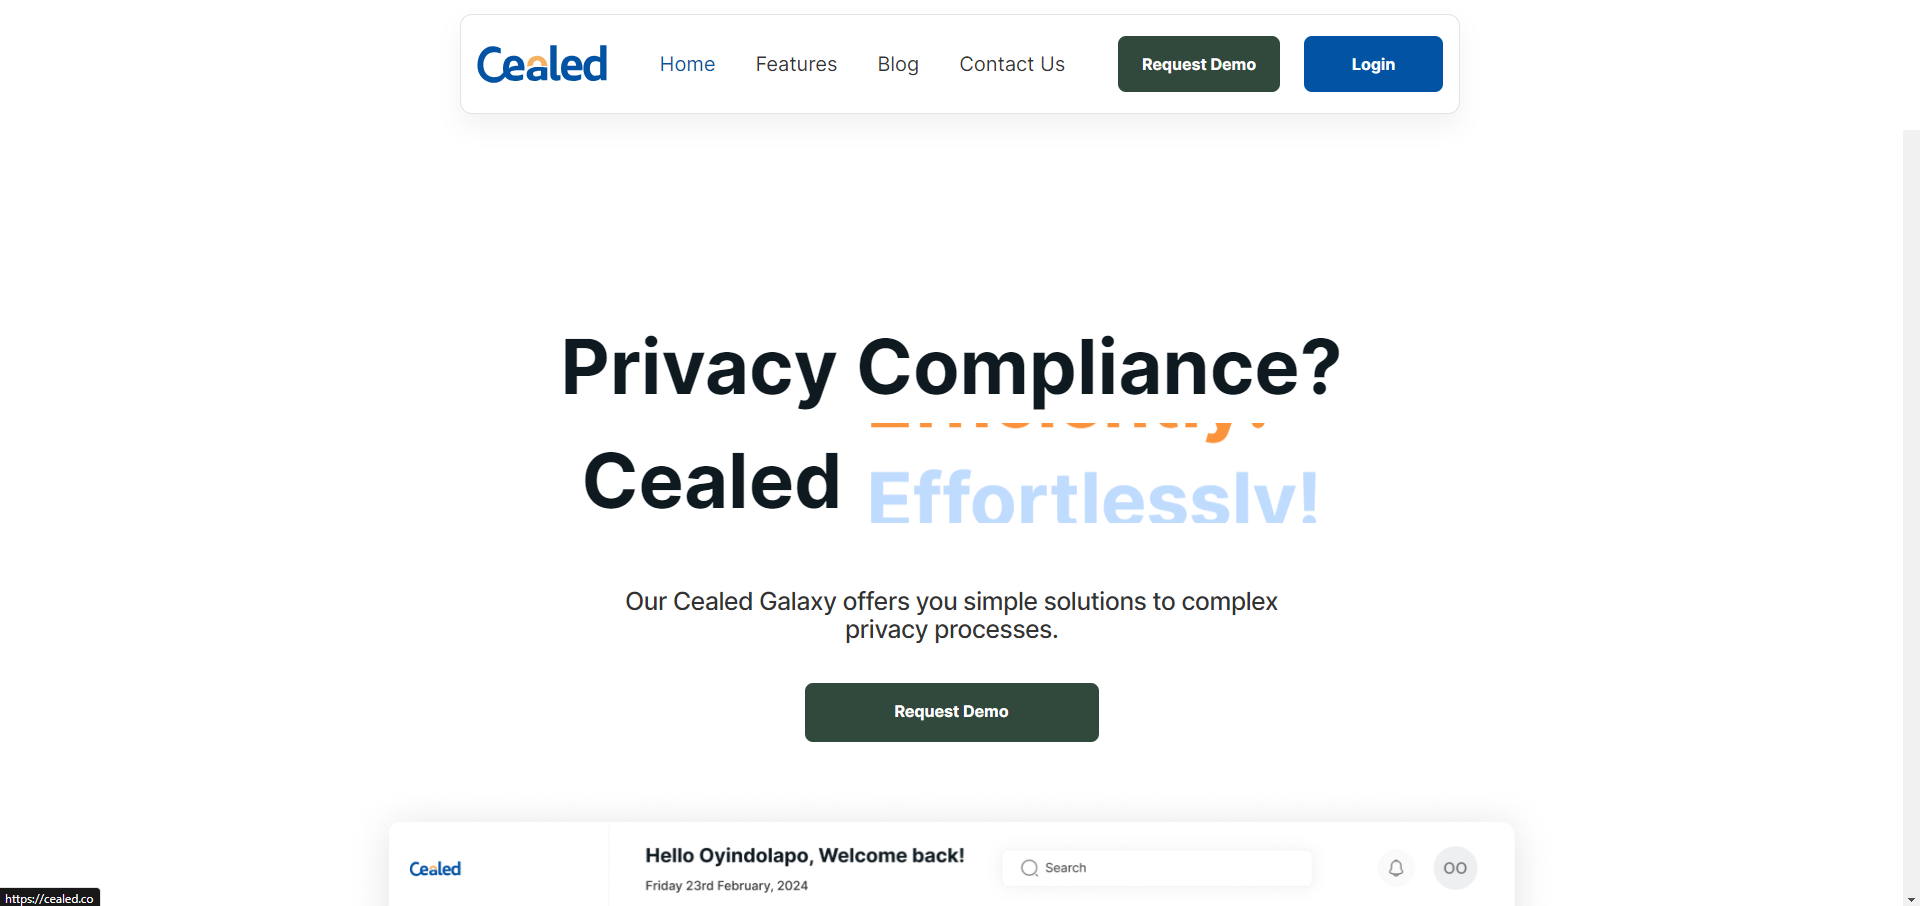 Cealed
Home Features Blog Contact Us Request Demo Login
Privacy Compliance?
Efficiently!
Cealed Effortlessly!
Our Cealed Galaxy offers you simple solutions to complex
privacy processes.
Request Demo
Cealed
Hello Oyindolapo, Welcome back!
Search
OO
Friday 23rd February, 2024
https://cealed.co